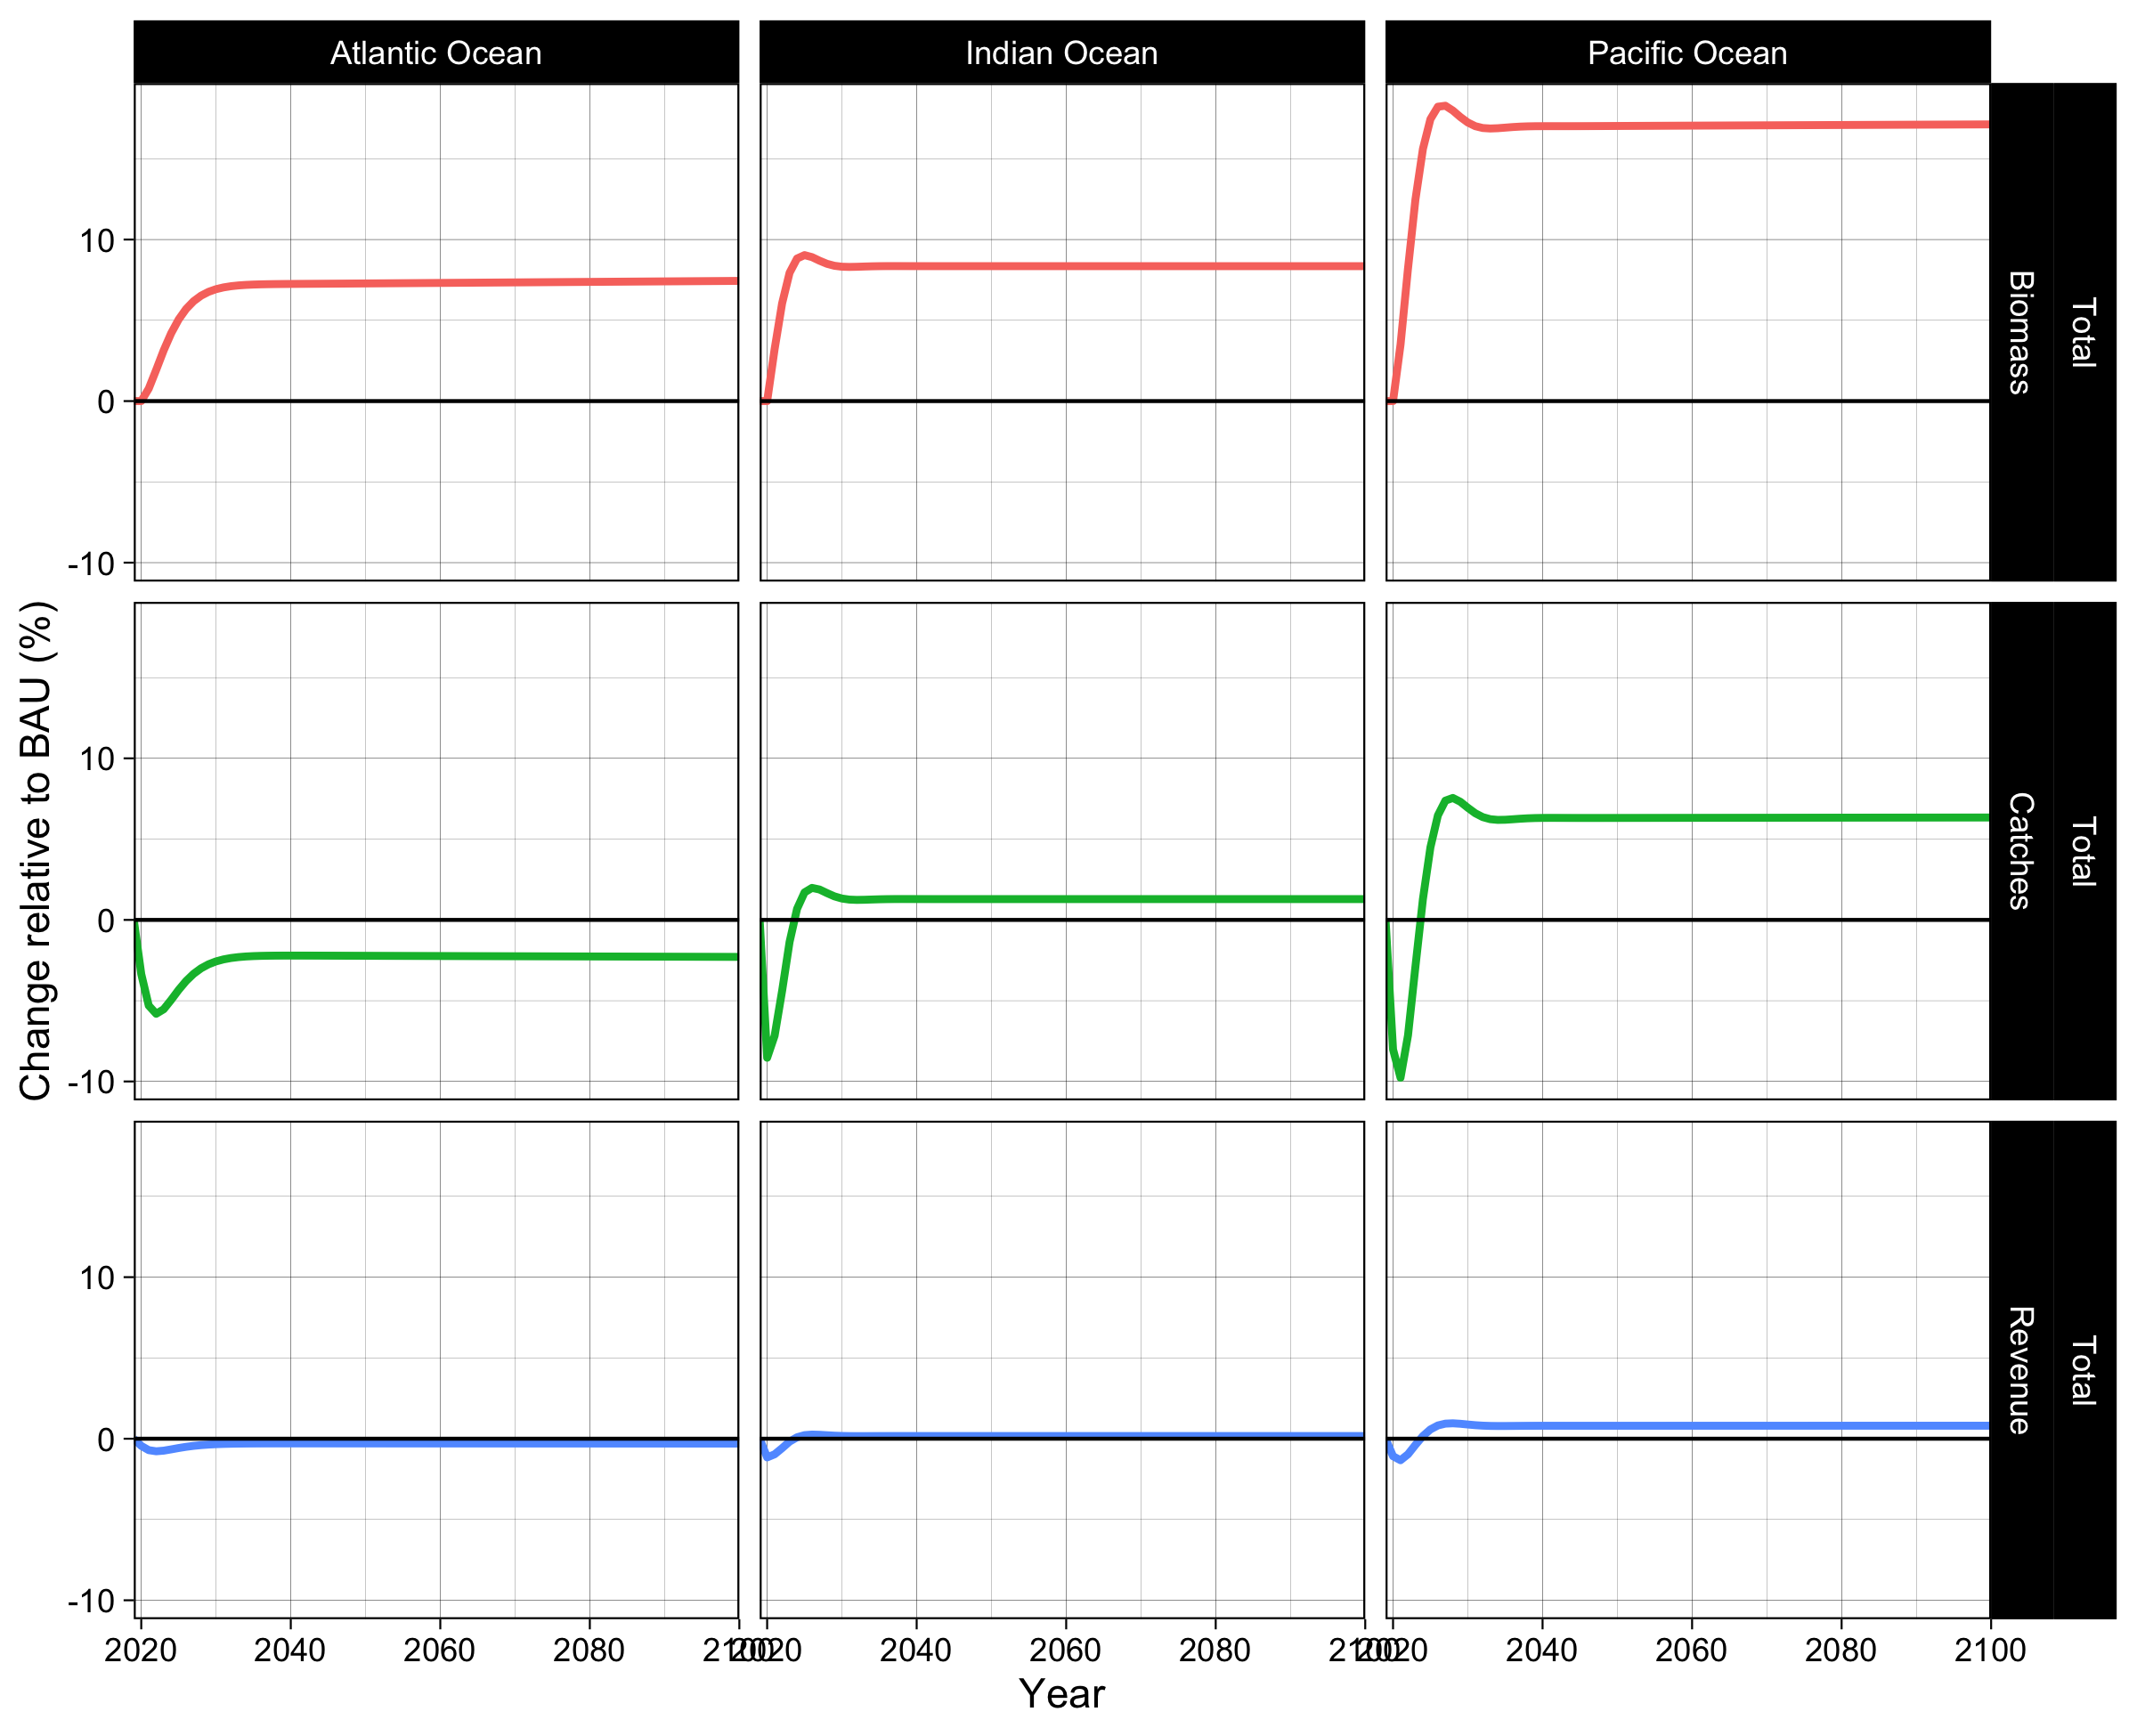 Atlantic Ocean
Indian Ocean
Pacific Ocean
Change relative to BAU (%)
10
0
-10
Biomass
Total
10
0
-10
Catches
Total
10
0
-10
Revenue
Total
2020
2040
2060
2080
2100
2020
2040
2060
2080
2100
2020
2040
2060
2080
2100
Year